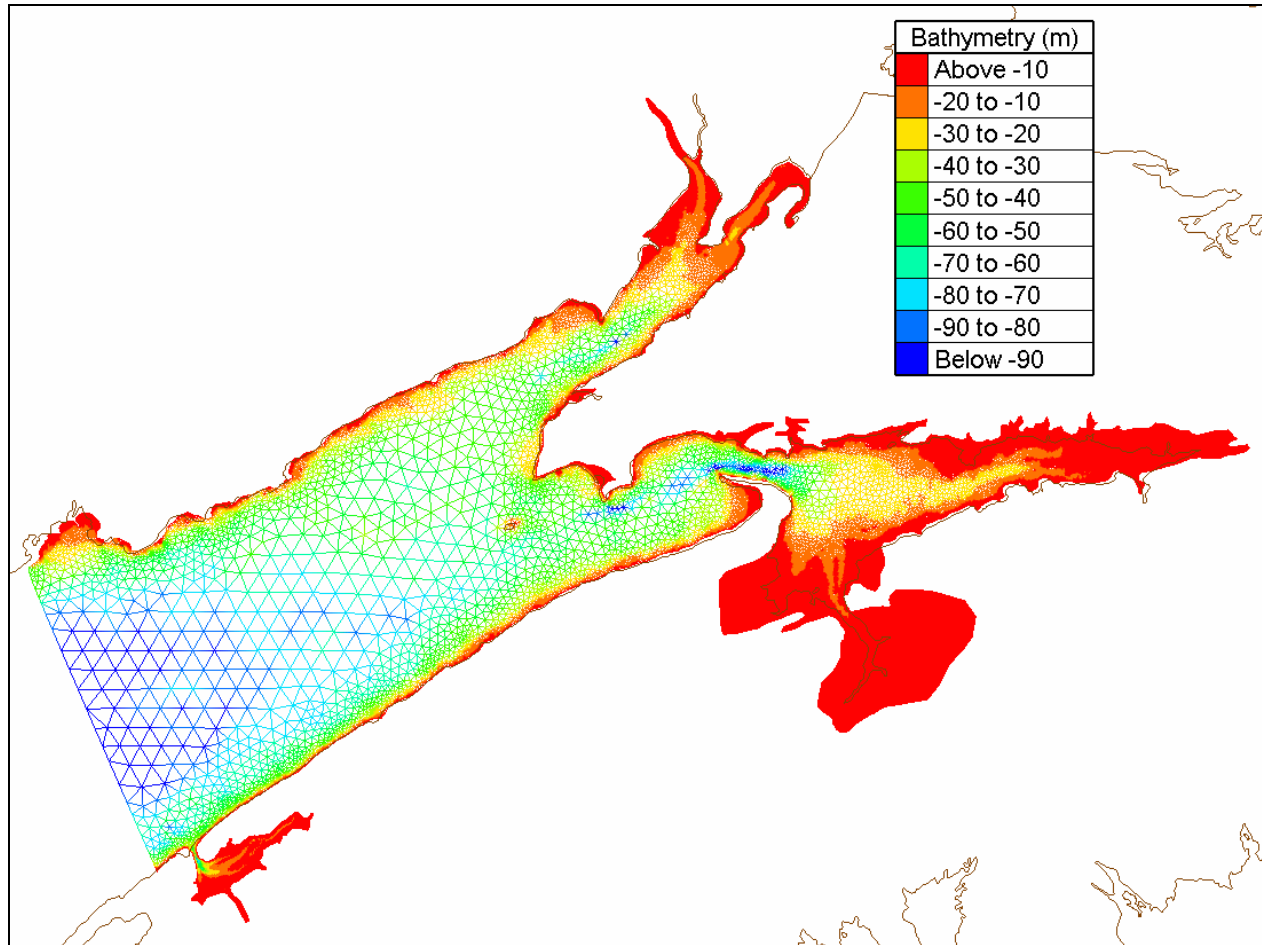 Bathymetry (m)
Above -10
-20 to -10
-30 to -20
-40 to -30
-50 to -40
-60 to -50
-70 to -60
-80 to -70
-90 to -80
Below -90